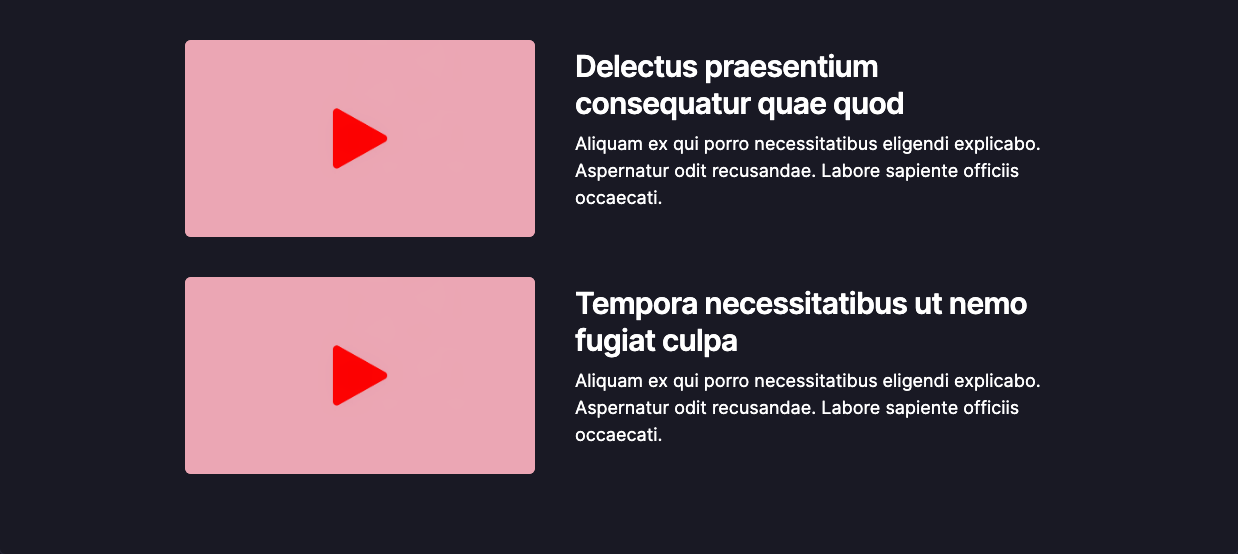 Delectus praesentium
consequatur quae quod
Aliquam ex qui porro necessitatibus eligendi explicabo.
Aspernatur odit recusandae. Labore sapiente officiis
occaecati.
Tempora necessitatibus ut nemo
fugiat culpa
Aliquam ex qui porro necessitatibus eligendi explicabo.
Aspernatur odit recusandae. Labore sapiente officiis
occaecati.